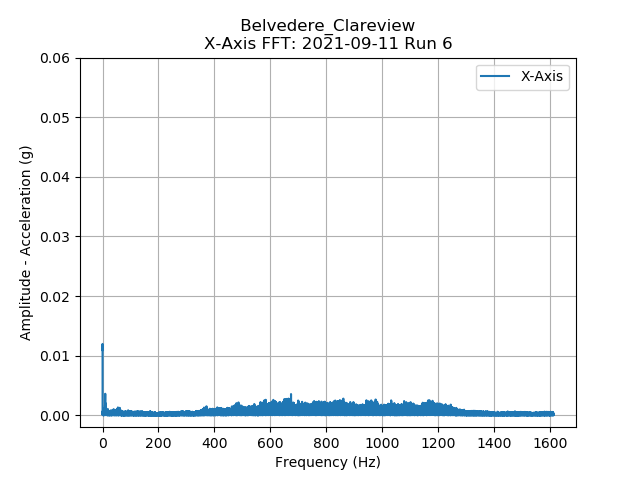 Belvedere_Clareview
X-Axis FFT: 2021-09-11 Run 6
X-Axis
0.06
0.05
0.04
0.03
0.02
0.01
0.00
Amplitude - Acceleration (g)
0 200 400 600 800 1000 1200 1400 1600
Frequency (Hz)